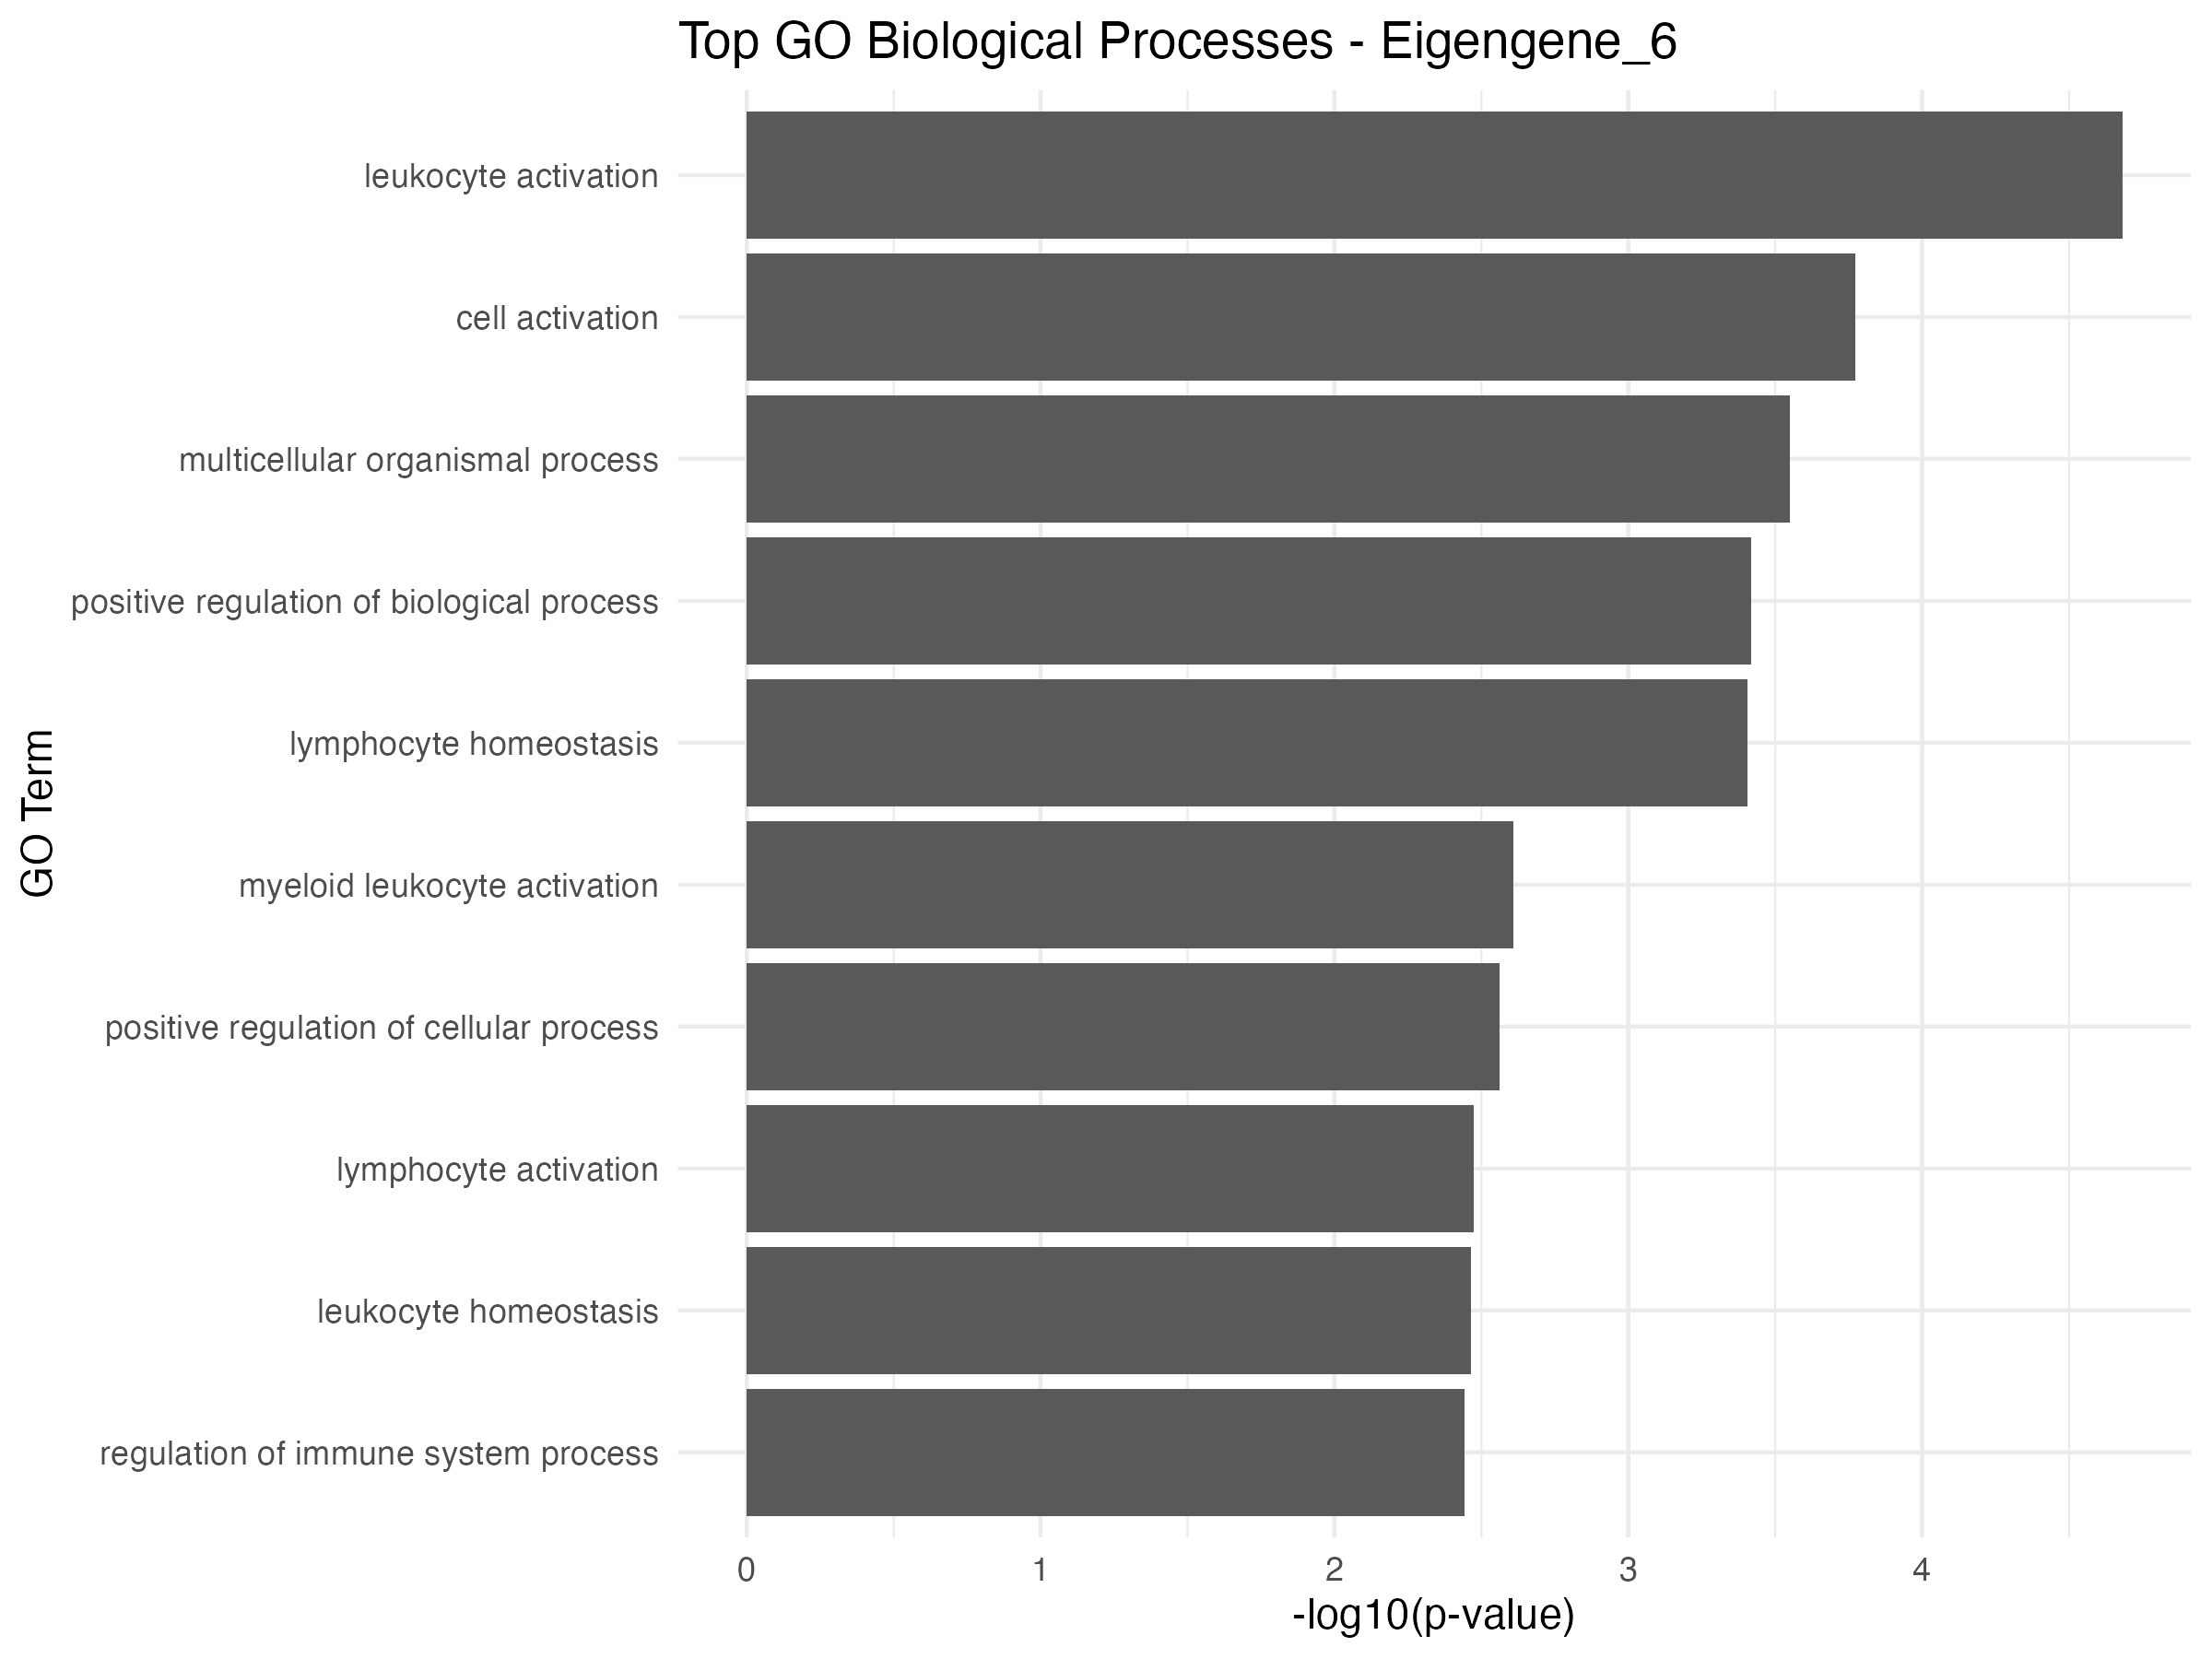 Top GO Biological Processes - Eigengene_6
leukocyte activation
cell activation
multicellular organismal process
positive regulation of biological process
lymphocyte homeostasis
myeloid leukocyte activation
positive regulation of cellular process
lymphocyte activation
leukocyte homeostasis
regulation of immune system process
GO Term
0 1 2 3 4
-log10(p-value)